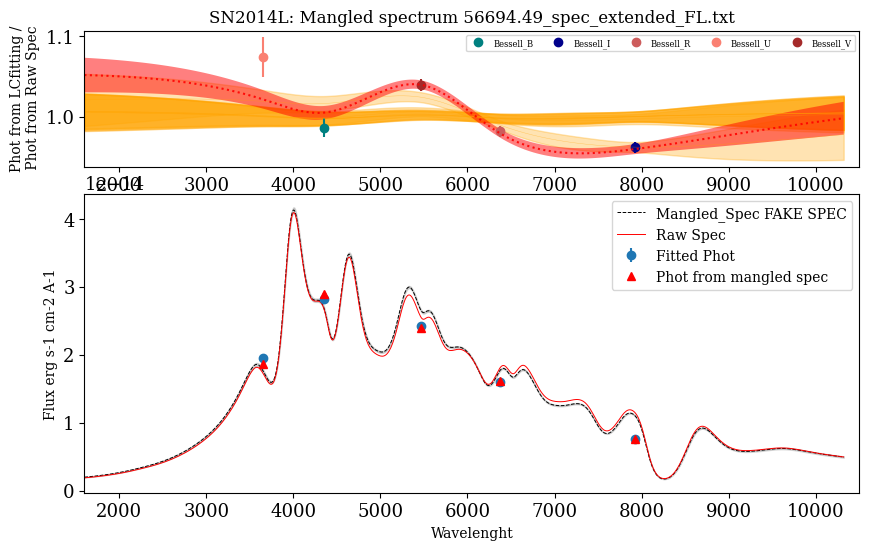 SN2014L: Mangled spectrum 56694.49_spec_extended_FL.txt
Phot from LCfitting /
Phot from Raw Spec
1.1
1.0
Bessell_B Bessell_I Bessell_R Bessell_U Bessell_V
2000 3000 4000 5000 6000 7000 8000 9000 10000
1e−14
Flux erg s-1 cm-2 A-1
4
3
2
1
0
Mangled_Spec FAKE SPEC
Raw Spec
Fitted Phot
Phot from mangled spec
2000 3000 4000 5000 6000 7000 8000 9000 10000
Wavelenght